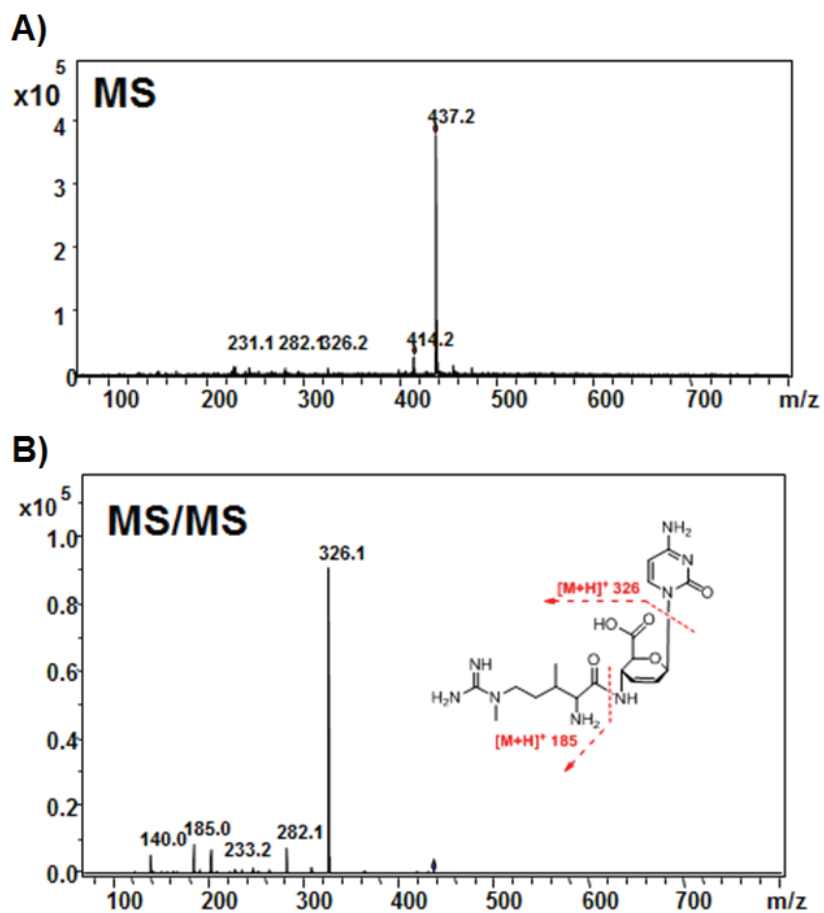 A)
5
x10
MS
437.2
4
3
2
1
231.1 282.1 326.2 414.2
0
100 200 300 400 500 600 700 m/z
B)
x10 5
MS/MS
1.0
326.1
0.8
0.6
0.4
0.2
0.0
140.0 185.0 233.2 282.1
NH2
N
N
O
[M+H]+ 326
HO
O
O
O
NH
H2N
N
NH2
NH
[M+H]+ 185
100 200 300 400 500 600 700 m/z